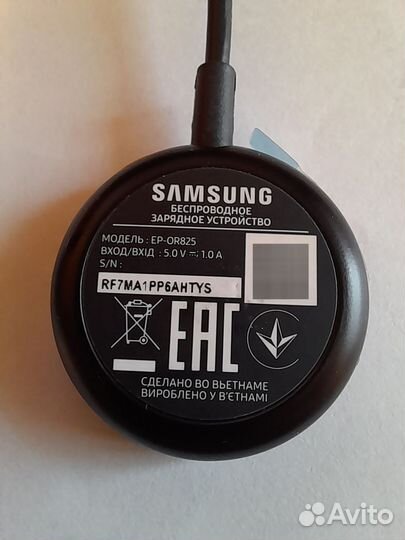 SAMSUNG
БЕСПРОВОДНОЕ
ЗАРЯДНОЕ УСТРОЙСТВО
МОДЕЛЬ : EP-OR825
ВХОД/ВХІД : 5.0 V ⎓ 1.0 A
S/N :
RF7MA1PP6AHTYS
EAC
СДЕЛАНО ВО ВЬЕТНАМЕ
ВИРОБЛЕНО У В'ЄТНАМІ
Avito